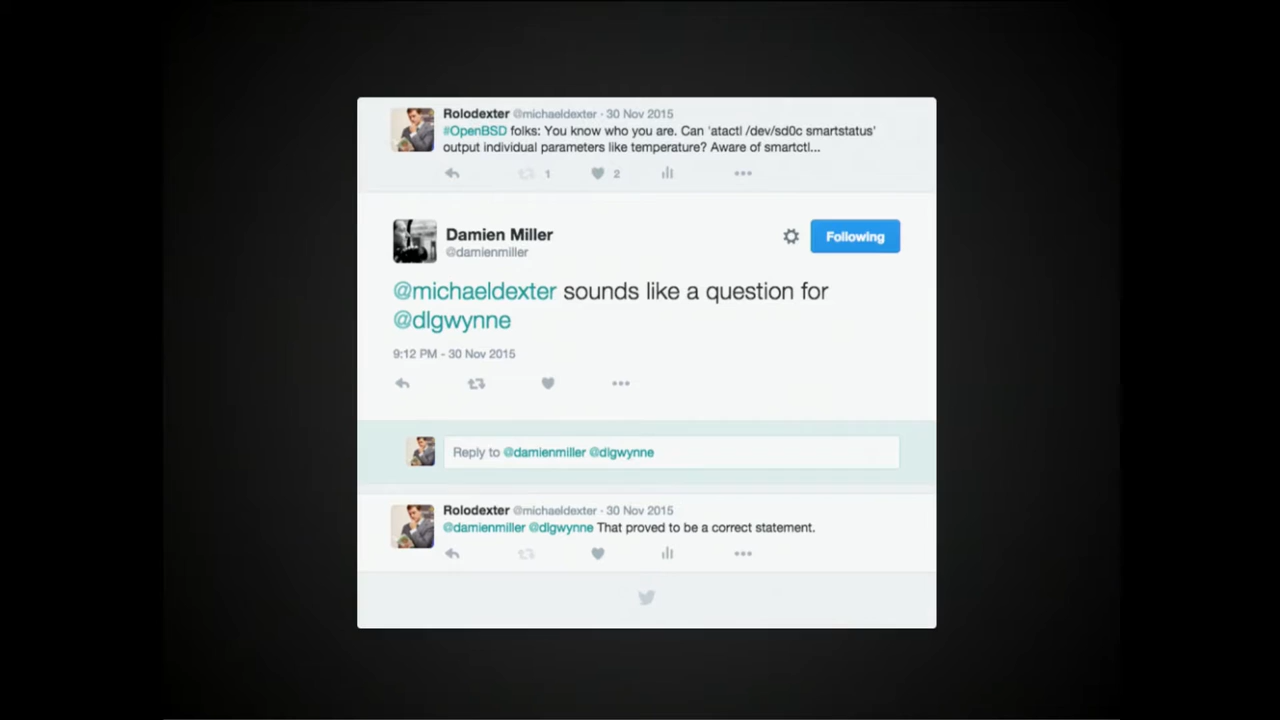 Rolodexter @michaeldexter · 30 Nov 2015
#OpenBSD folks: You know who you are. Can 'atactl /dev/sd0c smartstatus'
output individual parameters like temperature? Aware of smartctl...
1 2
Damien Miller
Following
@damienmiller
@michaeldexter sounds like a question for
@dlgwynne
9:12 PM - 30 Nov 2015
Reply to @damienmiller @dlgwynne
Rolodexter @michaeldexter · 30 Nov 2015
@damienmiller @dlgwynne That proved to be a correct statement.